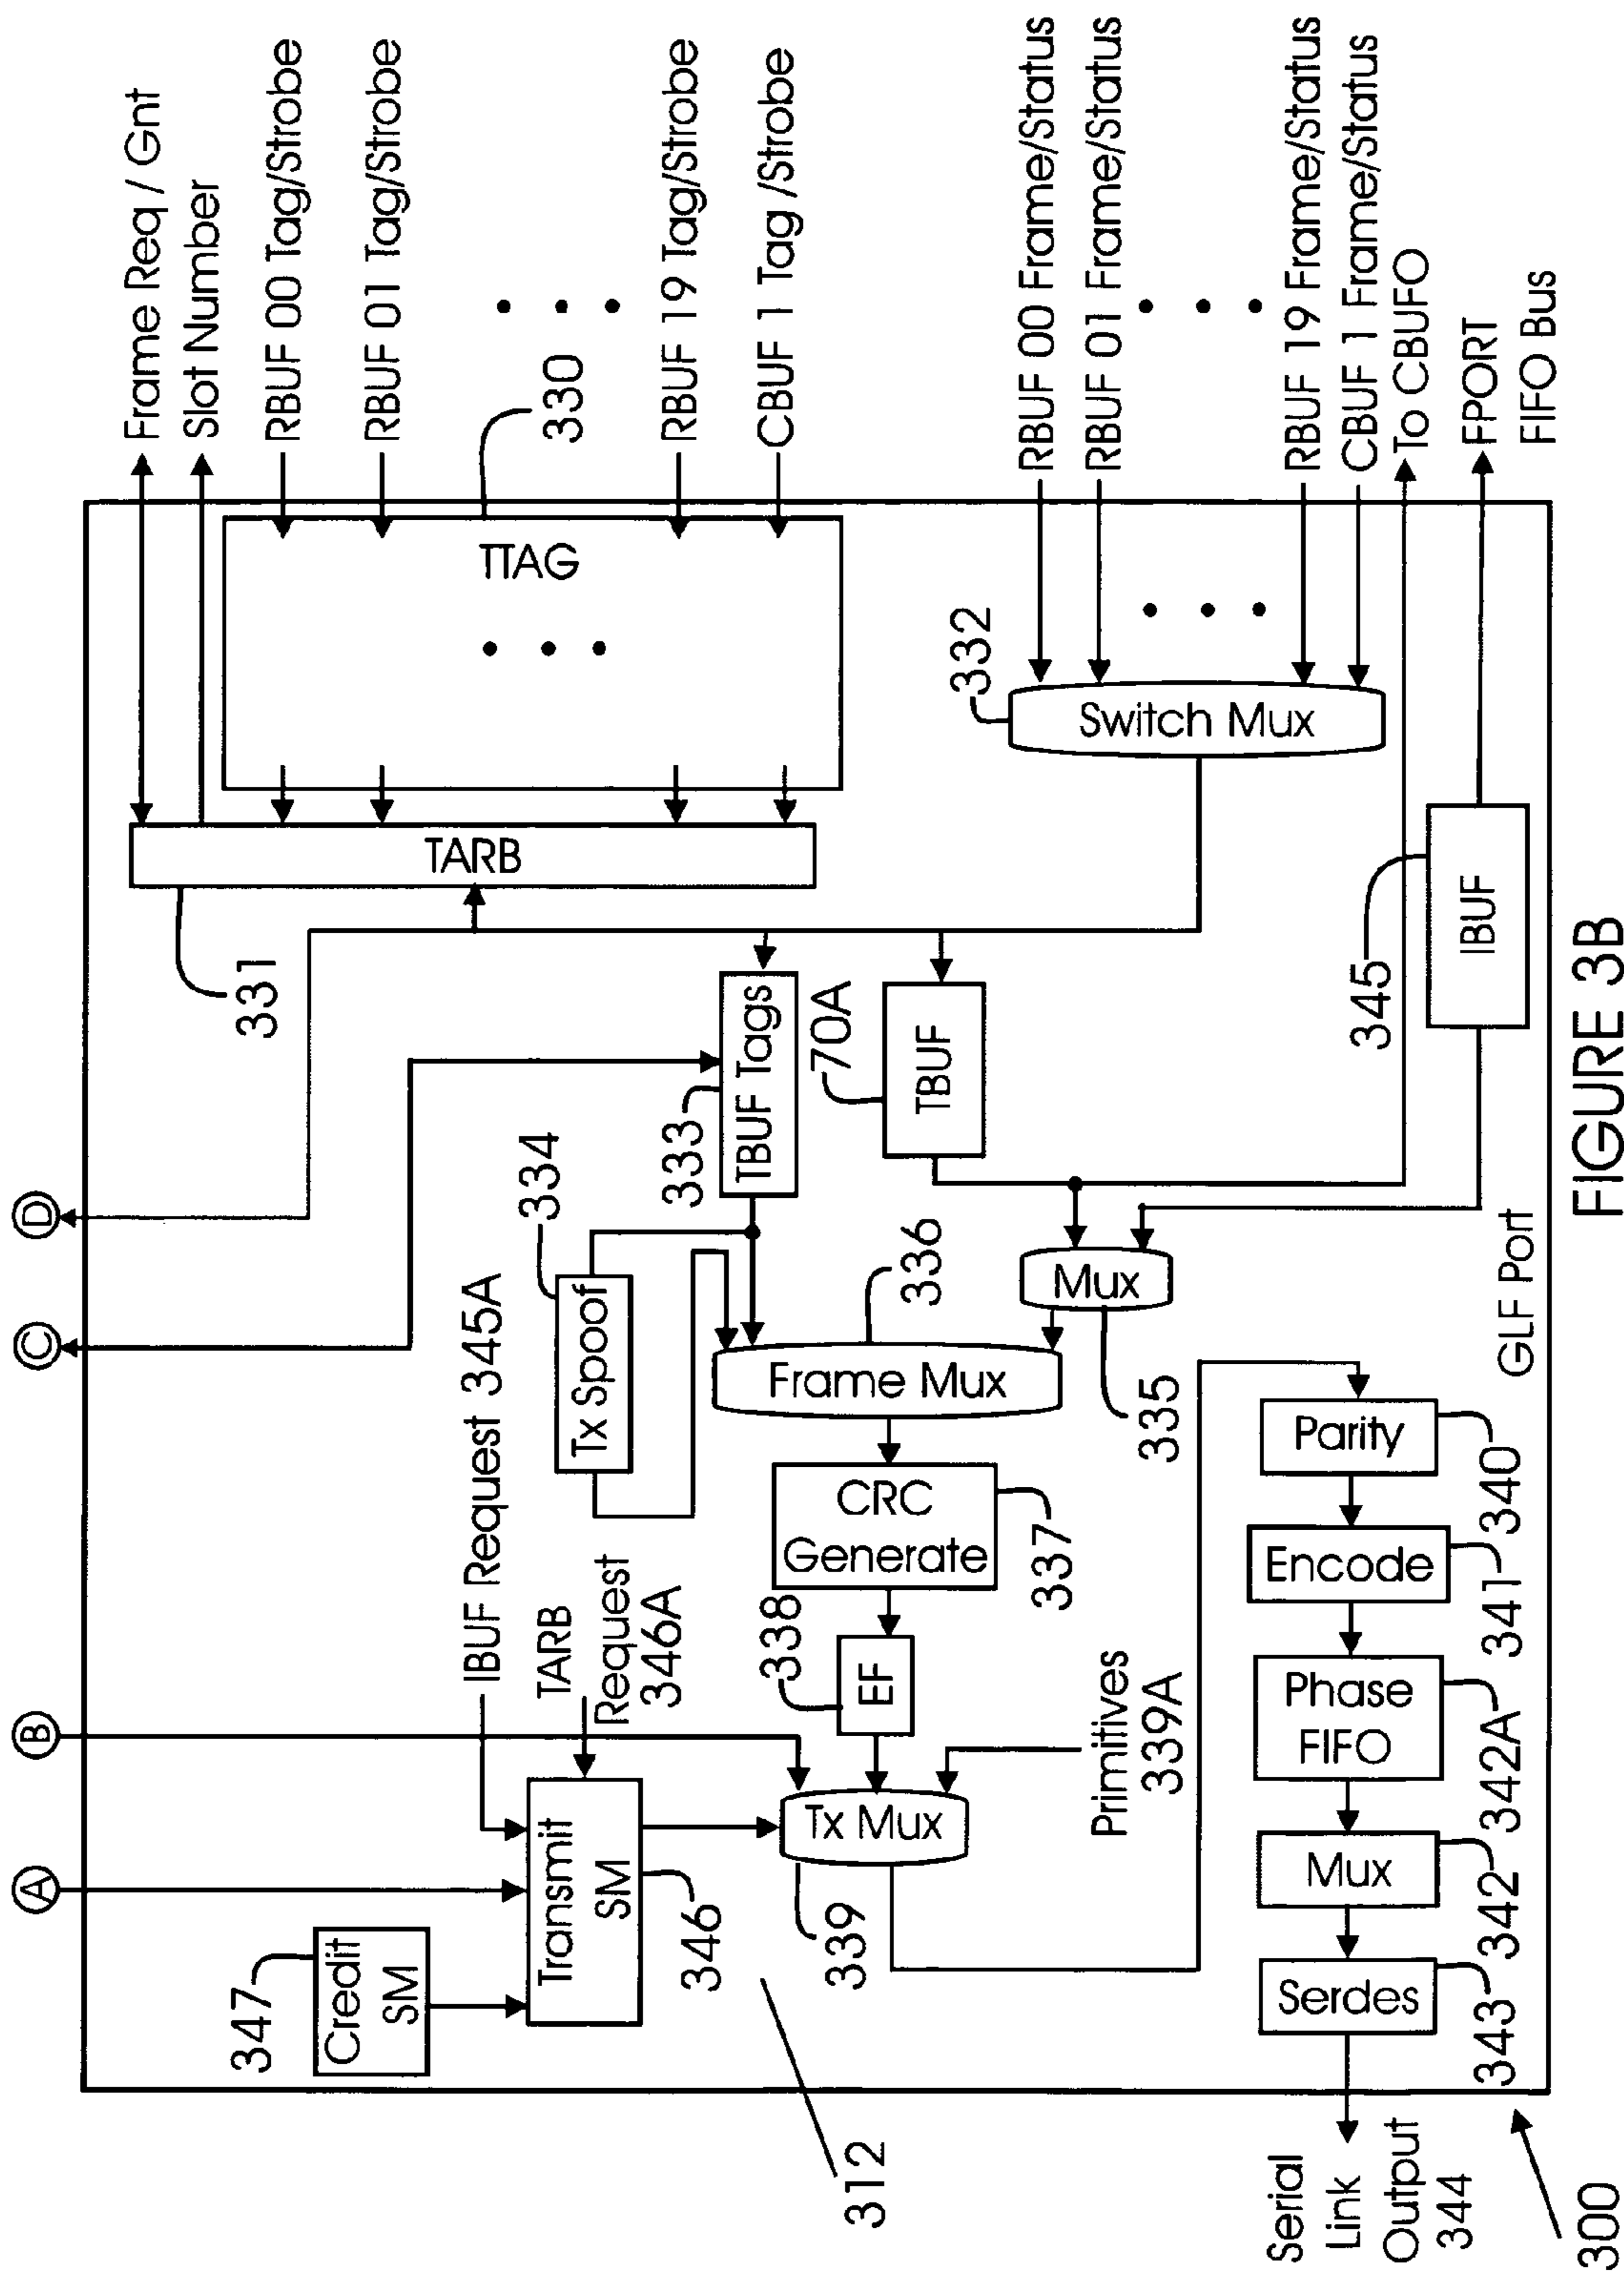 A
B
C
D
Frame Req / Gnt
Slot Number
RBUF 00 Tag/Strobe
RBUF 01 Tag/Strobe
RBUF 19 Tag/Strobe
CBUF 1 Tag /Strobe
330
TTAG
TARB
331
347
Credit
SM
IBUF Request 345A
TARB
Request
346A
Transmit
SM
346
334
Tx Spoof
333
TBUF Tags
70A
TBUF
332
Switch Mux
RBUF 00 Frame/Status
RBUF 01 Frame/Status
RBUF 19 Frame/Status
CBUF 1 Frame/Status
To CBUFO
FPORT
FIFO Bus
345
IBUF
336
Frame Mux
Mux
335
CRC
Generate
337
338
EF
Tx Mux
339
Primitives
339A
312
Parity
340
Encode
341
Phase
FIFO
342A
Mux
342
Serdes
343
Serial
Link
Output
344
GLF Port
300
FIGURE 3B